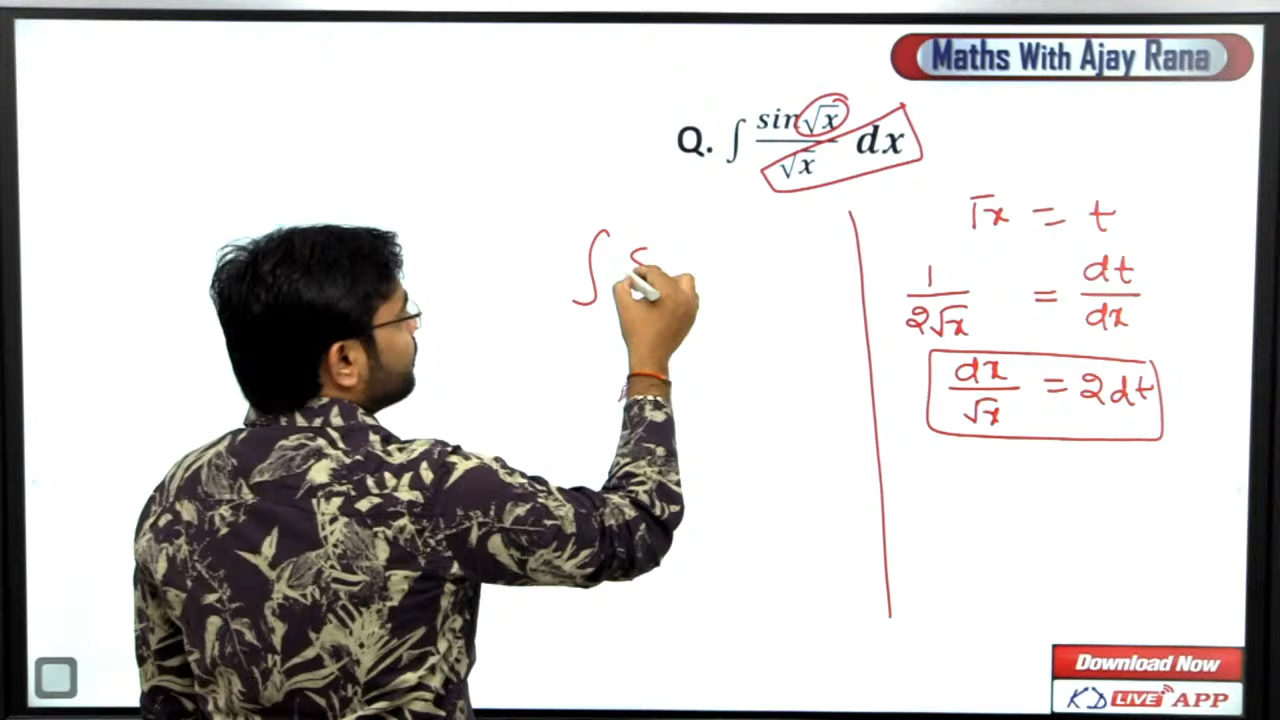 Maths With Ajay Rana
Q. ∫ sin√x / √x dx
√x = t
1 / 2√x = dt / dx
dx / √x = 2dt
∫ s
Download Now
KD LIVE APP